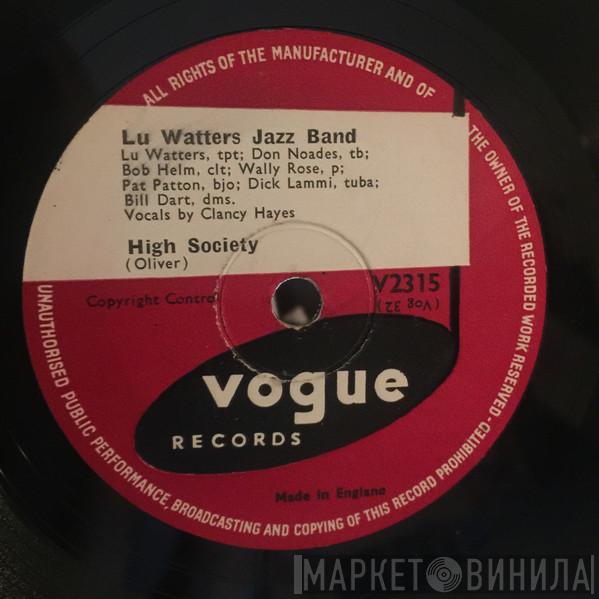 ALL RIGHTS OF THE MANUFACTURER AND OF THE OWNER OF THE RECORDED WORK RESERVED - UNAUTHORISED PUBLIC PERFORMANCE, BROADCASTING AND COPYING OF THIS RECORD PROHIBITED-
Lu Watters Jazz Band
Lu Watters, tpt; Don Noades, tb;
Bob Helm, clt; Wally Rose, p;
Pat Patton, bjo; Dick Lammi, tuba;
Bill Dart, dms.
Vocals by Clancy Hayes
High Society
(Oliver)
V2315
Copyright Contro
(Vog 32)
vogue
RECORDS
Made in England
МАРКЕТ ВИНИЛА